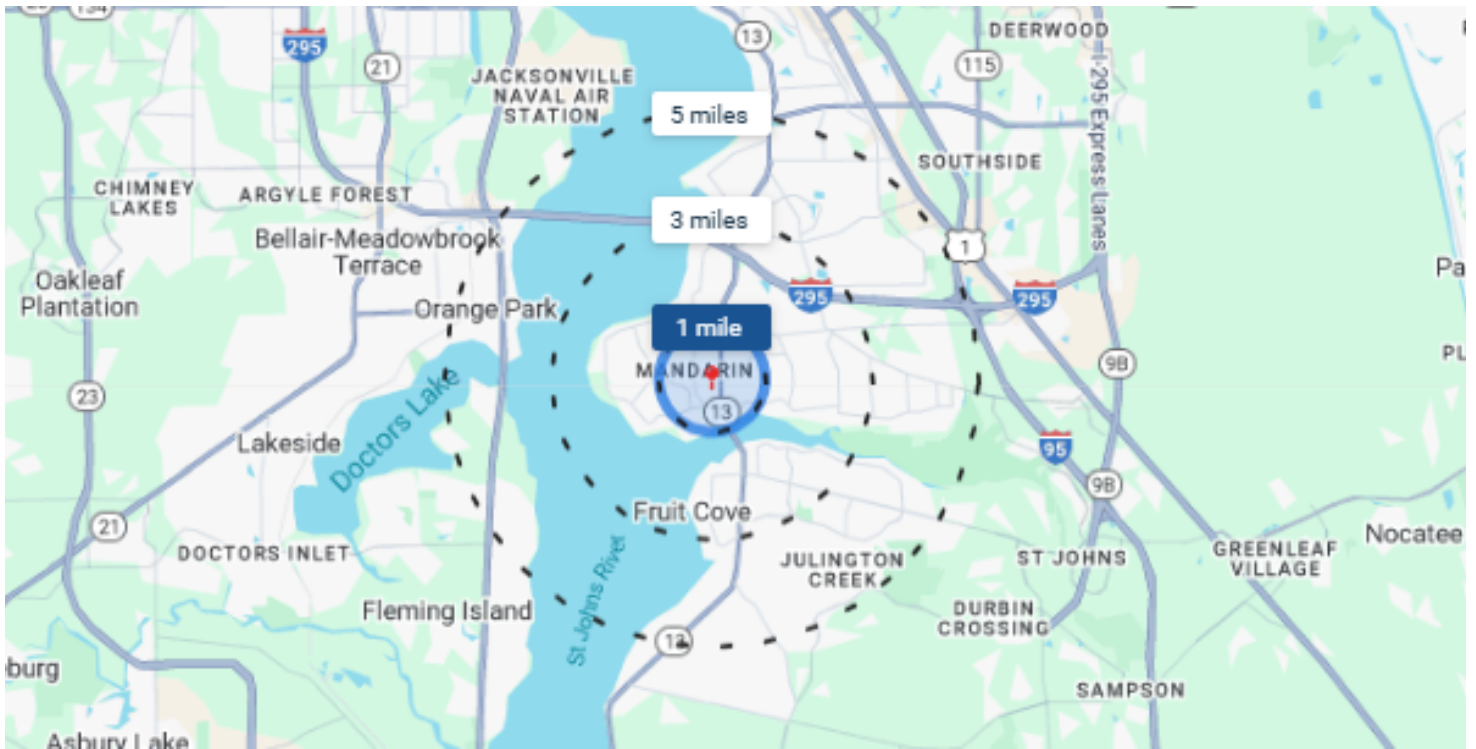 134
13
DEERWOOD
295
21
115
JACKSONVILLE
NAVAL AIR
STATION
I-295 Express Lanes
5 miles
SOUTHSIDE
CHIMNEY
LAKES
ARGYLE FOREST
3 miles
Bellair-Meadowbrook
Terrace
1
Oakleaf
Plantation
Orange Park
295
295
1 mile
MANDARIN
9B
23
13
Doctors Lake
Lakeside
95
9B
Fruit Cove
21
DOCTORS INLET
St Johns River
JULINGTON
CREEK
ST JOHNS
GREENLEAF
VILLAGE
Nocatee
Fleming Island
DURBIN
CROSSING
13
eburg
SAMPSON
Asbury Lake